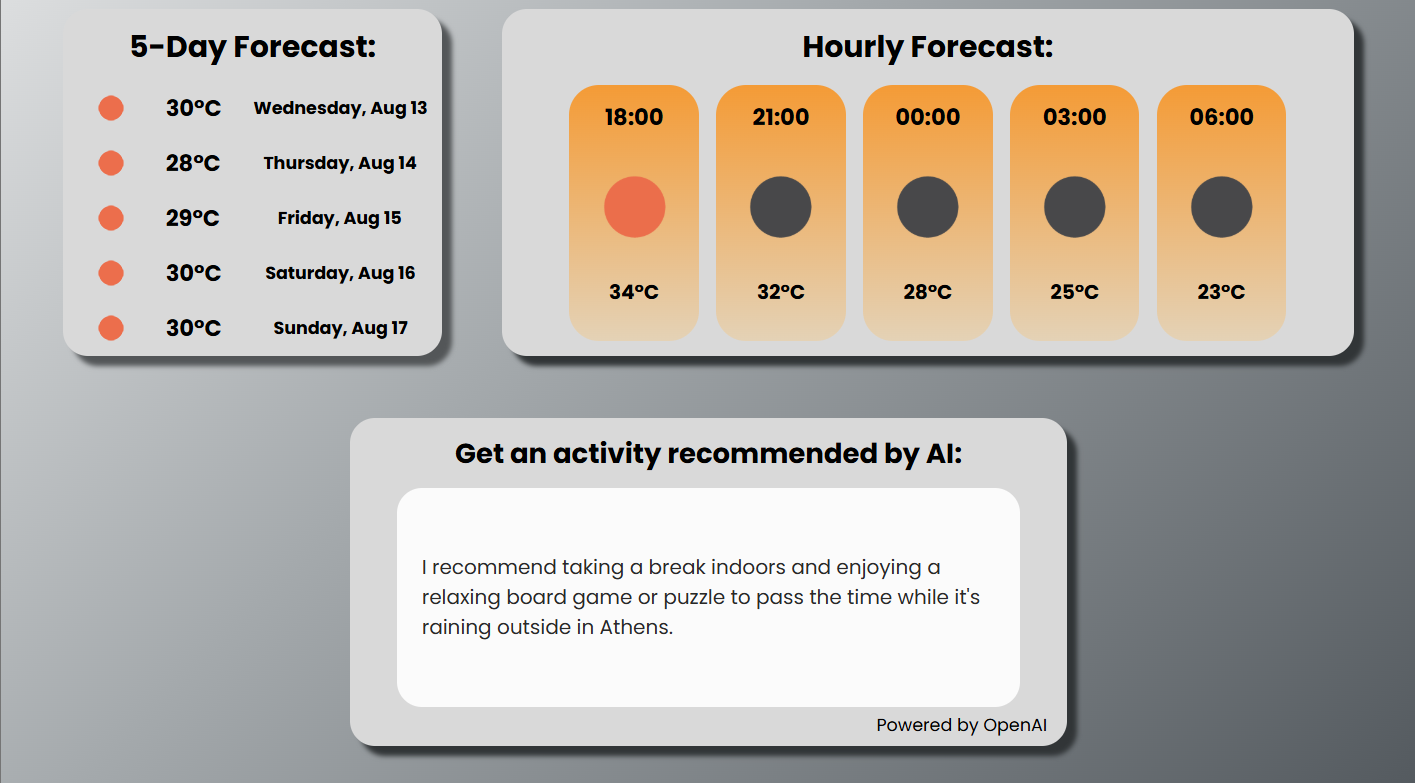 5-Day Forecast:
30°C Wednesday, Aug 13
28°C Thursday, Aug 14
29°C Friday, Aug 15
30°C Saturday, Aug 16
30°C Sunday, Aug 17
Hourly Forecast:
18:00 21:00 00:00 03:00 06:00
34°C 32°C 28°C 25°C 23°C
Get an activity recommended by AI:
I recommend taking a break indoors and enjoying a
relaxing board game or puzzle to pass the time while it's
raining outside in Athens.
Powered by OpenAI